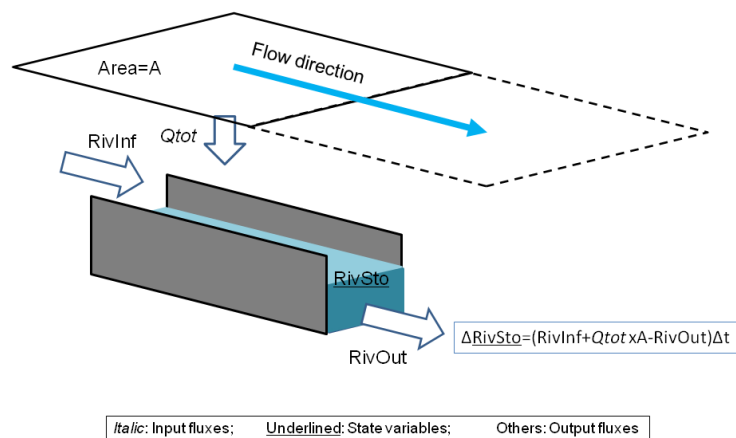 Flow direction
Area=A
Qtot
RivInf
RivSto
RivOut
ΔRivSto=(RivInf+Qtot xA-RivOut)Δt
Italic: Input fluxes; Underlined: State variables; Others: Output fluxes